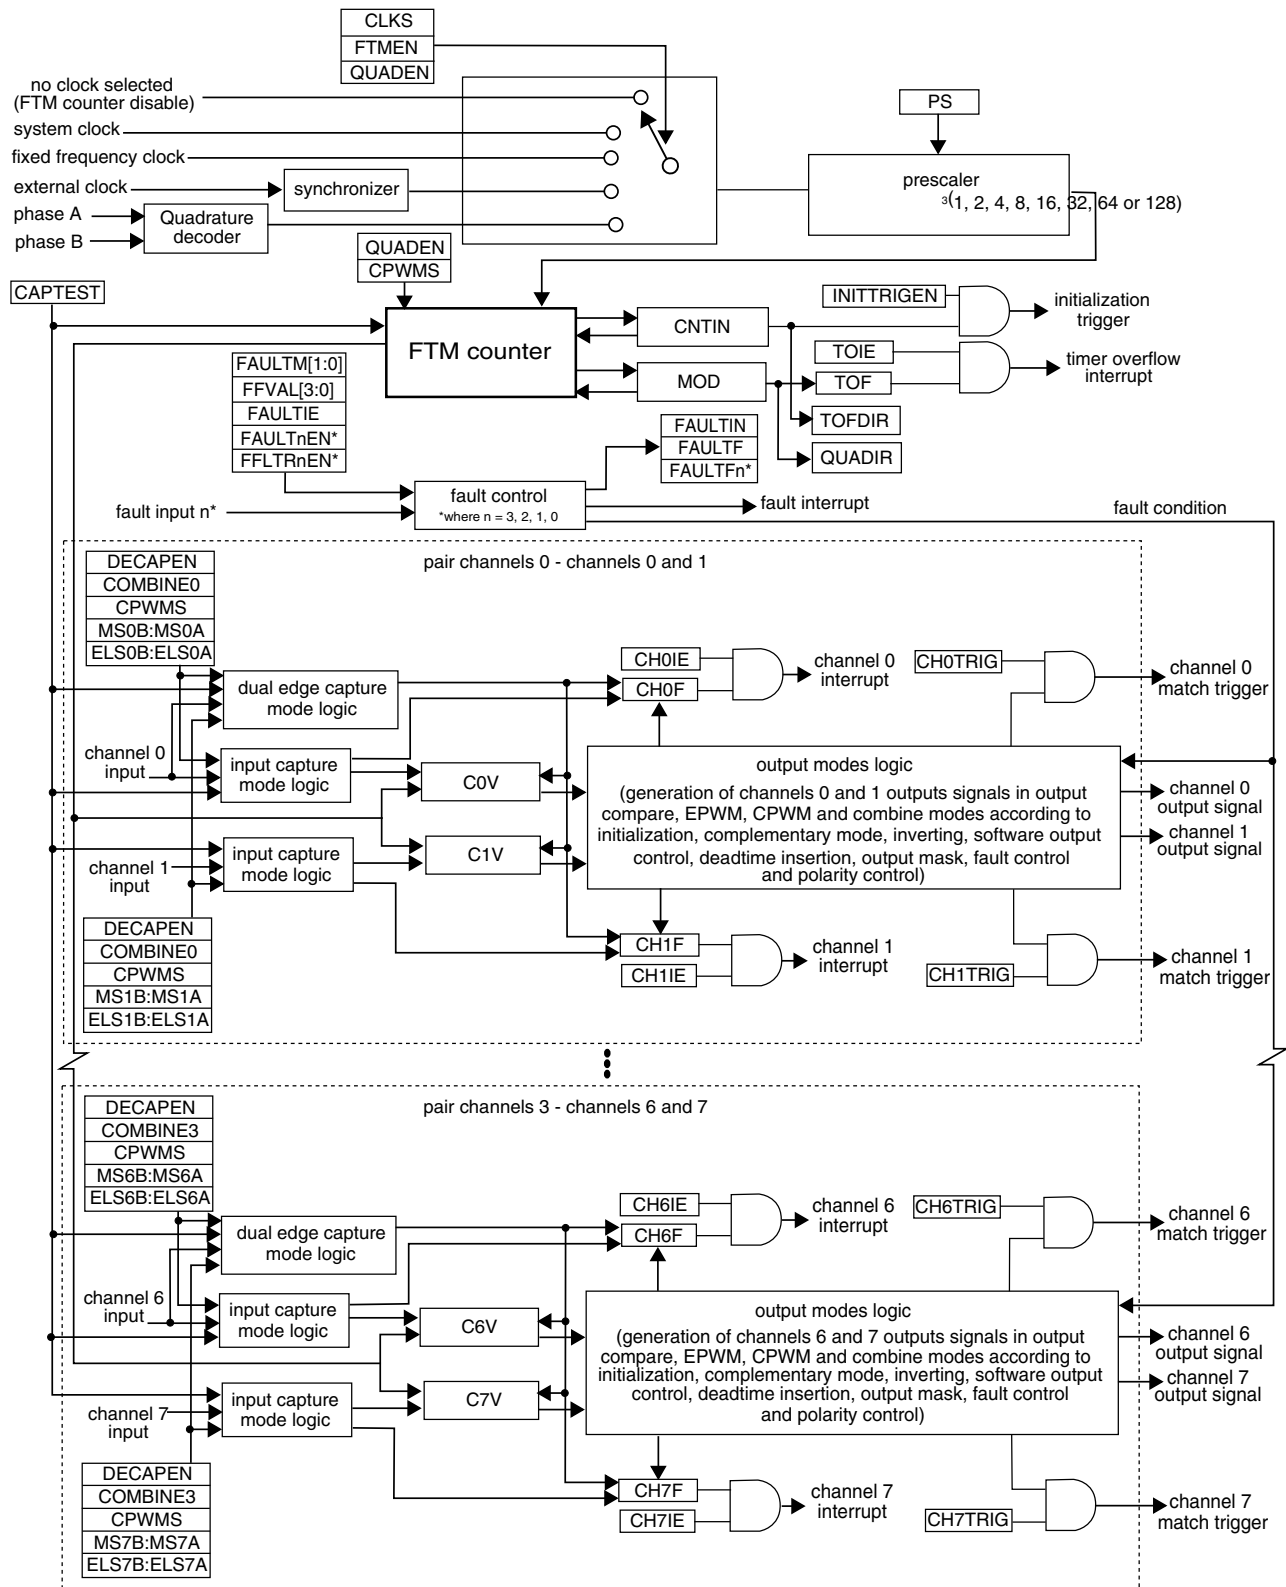 CLKS
FTMEN
QUADEN
no clock selected
(FTM counter disable)
system clock
fixed frequency clock
external clock
synchronizer
phase A
phase B
Quadrature
decoder
PS
prescaler
3(1, 2, 4, 8, 16, 32, 64 or 128)
QUADEN
CPWMS
CAPTEST
FTM counter
CNTIN
MOD
INITTRIGEN
initialization
trigger
TOIE
TOF
timer overflow
interrupt
TOFDIR
QUADIR
FAULTM[1:0]
FFVAL[3:0]
FAULTIE
FAULTnEN*
FFLTRnEN*
FAULTIN
FAULTF
FAULTFn*
fault input n*
fault control
*where n = 3, 2, 1, 0
fault interrupt
fault condition
pair channels 0 - channels 0 and 1
DECAPEN
COMBINE0
CPWMS
MS0B:MS0A
ELS0B:ELS0A
dual edge capture
mode logic
channel 0
input
input capture
mode logic
C0V
C1V
channel 1
input
input capture
mode logic
DECAPEN
COMBINE0
CPWMS
MS1B:MS1A
ELS1B:ELS1A
CH0IE
CH0F
channel 0
interrupt
CH0TRIG
channel 0
match trigger
output modes logic
(generation of channels 0 and 1 outputs signals in output
compare, EPWM, CPWM and combine modes according to
initialization, complementary mode, inverting, software output
control, deadtime insertion, output mask, fault control
and polarity control)
channel 0
output signal
channel 1
output signal
CH1F
CH1IE
channel 1
interrupt
CH1TRIG
channel 1
match trigger
pair channels 3 - channels 6 and 7
DECAPEN
COMBINE3
CPWMS
MS6B:MS6A
ELS6B:ELS6A
dual edge capture
mode logic
channel 6
input
input capture
mode logic
C6V
C7V
channel 7
input
input capture
mode logic
DECAPEN
COMBINE3
CPWMS
MS7B:MS7A
ELS7B:ELS7A
CH6IE
CH6F
channel 6
interrupt
CH6TRIG
channel 6
match trigger
output modes logic
(generation of channels 6 and 7 outputs signals in output
compare, EPWM, CPWM and combine modes according to
initialization, complementary mode, inverting, software output
control, deadtime insertion, output mask, fault control
and polarity control)
channel 6
output signal
channel 7
output signal
CH7F
CH7IE
channel 7
interrupt
CH7TRIG
channel 7
match trigger